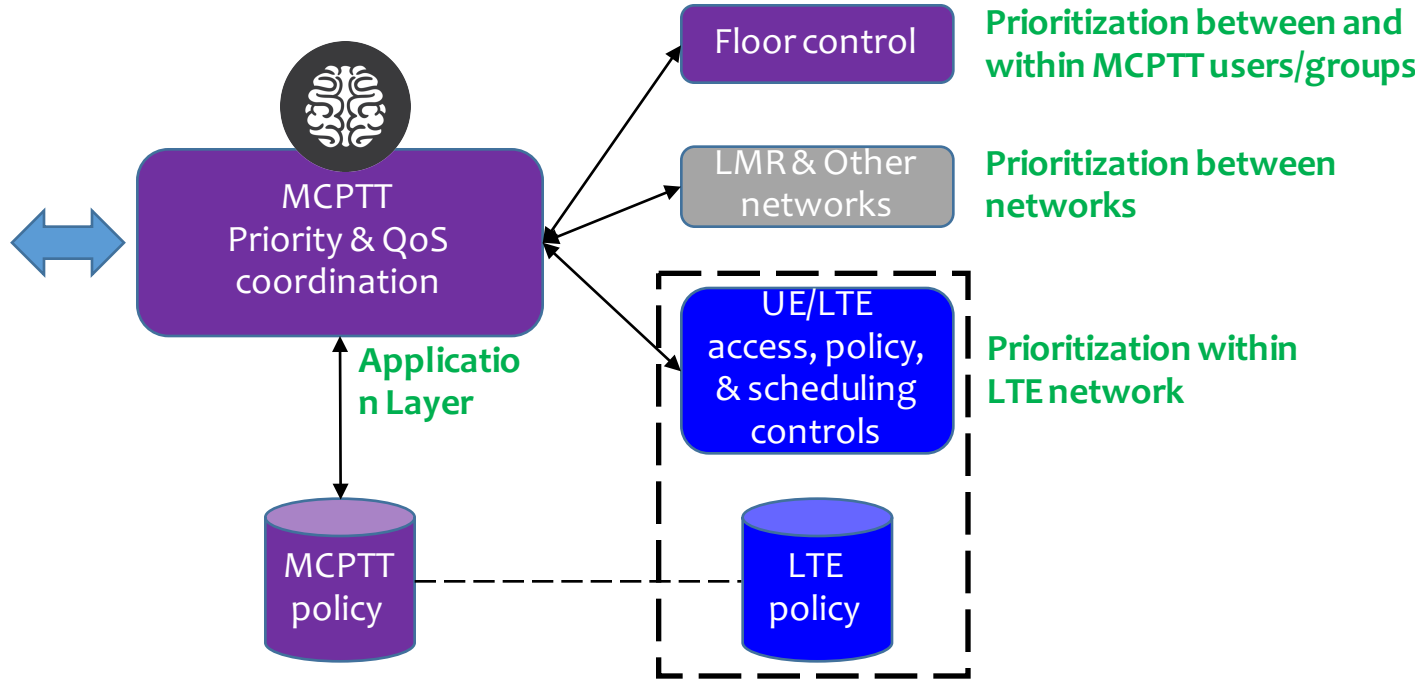 Floor control
Prioritization between and
within MCPTT users/groups
MCPTT
Priority & QoS
coordination
LMR & Other
networks
Prioritization between
networks
UE/LTE
access, policy,
& scheduling
controls
Prioritization within
LTE network
Applicatio
n Layer
MCPTT
policy
LTE
policy